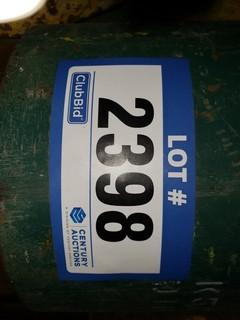 LOT #
2398
ClubBid
CENTURY
AUCTIONS